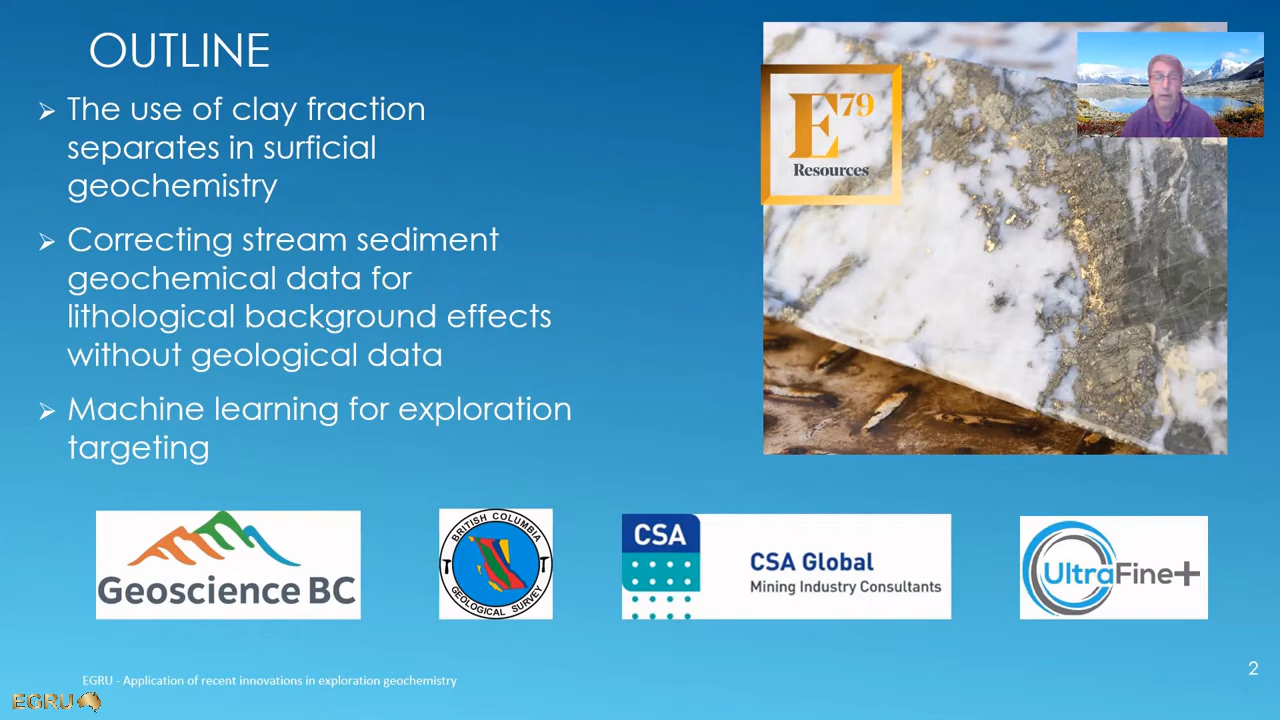 OUTLINE
➢ The use of clay fraction
separates in surficial
geochemistry
➢ Correcting stream sediment
geochemical data for
lithological background effects
without geological data
➢ Machine learning for exploration
targeting
E79
Resources
Geoscience BC
BRITISH COLUMBIA
GEOLOGICAL SURVEY
CSA
CSA Global
Mining Industry Consultants
UltraFine+
2
EGRU - Application of recent innovations in exploration geochemistry
EGRU